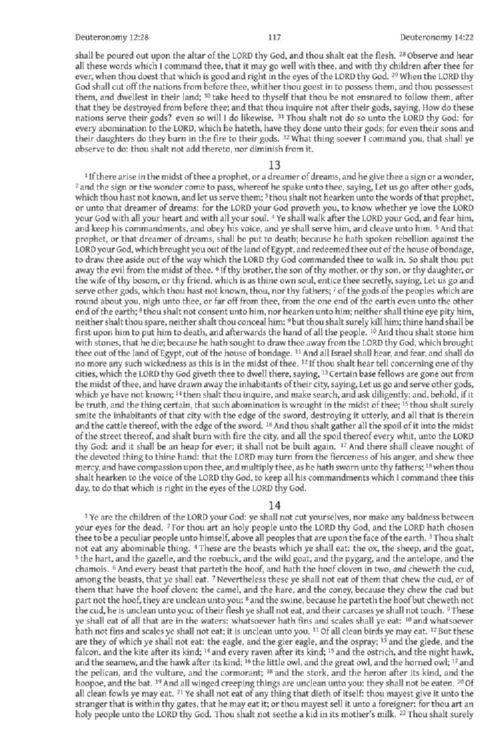 Deuteronomy 12:28 117 Deuteronomy 14:22
shall be poured out upon the altar of the LORD thy God, and thou shalt eat the flesh. 28 Observe and hear
all these words which I command thee, that it may go well with thee, and with thy children after thee for
ever, when thou doest that which is good and right in the eyes of the LORD thy God. 29 When the LORD thy
God shall cut off the nations from before thee, whither thou goest in to possess them, and thou possessest
them, and dwellest in their land; 30 take heed to thyself that thou be not ensnared to follow them, after
that they be destroyed from before thee; and that thou inquire not after their gods, saying, How do these
nations serve their gods? even so will I do likewise. 31 Thou shalt not do so unto the LORD thy God: for
every abomination to the LORD, which he hateth, have they done unto their gods; for even their sons and
their daughters do they burn in the fire to their gods. 32 What thing soever I command you, that shall ye
observe to do: thou shalt not add thereto, nor diminish from it.
13
1 If there arise in the midst of thee a prophet, or a dreamer of dreams, and he give thee a sign or a wonder,
2 and the sign or the wonder come to pass, whereof he spake unto thee, saying, Let us go after other gods,
which thou hast not known, and let us serve them; 3 thou shalt not hearken unto the words of that prophet,
or unto that dreamer of dreams: for the LORD your God proveth you, to know whether ye love the LORD
your God with all your heart and with all your soul. 4 Ye shall walk after the LORD your God, and fear him,
and keep his commandments, and obey his voice, and ye shall serve him, and cleave unto him. 5 And that
prophet, or that dreamer of dreams, shall be put to death; because he hath spoken rebellion against the
LORD your God, which brought you out of the land of Egypt, and redeemed thee out of the house of bondage,
to draw thee aside out of the way which the LORD thy God commanded thee to walk in. So shalt thou put
away the evil from the midst of thee. 6 If thy brother, the son of thy mother, or thy son, or thy daughter, or
the wife of thy bosom, or thy friend, which is as thine own soul, entice thee secretly, saying, Let us go and
serve other gods, which thou hast not known, thou, nor thy fathers; 7 of the gods of the peoples which are
round about you, nigh unto thee, or far off from thee, from the one end of the earth even unto the other
end of the earth; 8 thou shalt not consent unto him, nor hearken unto him; neither shall thine eye pity him,
neither shalt thou spare, neither shalt thou conceal him: 9 but thou shalt surely kill him; thine hand shall be
first upon him to put him to death, and afterwards the hand of all the people. 10 And thou shalt stone him
with stones, that he die; because he hath sought to draw thee away from the LORD thy God, which brought
thee out of the land of Egypt, out of the house of bondage. 11 And all Israel shall hear, and fear, and shall do
no more any such wickedness as this is in the midst of thee. 12 If thou shalt hear tell concerning one of thy
cities, which the LORD thy God giveth thee to dwell there, saying, 13 Certain base fellows are gone out from
the midst of thee, and have drawn away the inhabitants of their city, saying, Let us go and serve other gods,
which ye have not known; 14 then shalt thou inquire, and make search, and ask diligently; and, behold, if it
be truth, and the thing certain, that such abomination is wrought in the midst of thee; 15 thou shalt surely
smite the inhabitants of that city with the edge of the sword, destroying it utterly, and all that is therein
and the cattle thereof, with the edge of the sword. 16 And thou shalt gather all the spoil of it into the midst
of the street thereof, and shalt burn with fire the city, and all the spoil thereof every whit, unto the LORD
thy God: and it shall be an heap for ever; it shall not be built again. 17 And there shall cleave nought of
the devoted thing to thine hand: that the LORD may turn from the fierceness of his anger, and shew thee
mercy, and have compassion upon thee, and multiply thee, as he hath sworn unto thy fathers; 18 when thou
shalt hearken to the voice of the LORD thy God, to keep all his commandments which I command thee this
day, to do that which is right in the eyes of the LORD thy God.
14
1 Ye are the children of the LORD your God: ye shall not cut yourselves, nor make any baldness between
your eyes for the dead. 2 For thou art an holy people unto the LORD thy God, and the LORD hath chosen
thee to be a peculiar people unto himself, above all peoples that are upon the face of the earth. 3 Thou shalt
not eat any abominable thing. 4 These are the beasts which ye shall eat: the ox, the sheep, and the goat,
5 the hart, and the gazelle, and the roebuck, and the wild goat, and the pygarg, and the antelope, and the
chamois. 6 And every beast that parteth the hoof, and hath the hoof cloven in two, and cheweth the cud,
among the beasts, that ye shall eat. 7 Nevertheless these ye shall not eat of them that chew the cud, or of
them that have the hoof cloven: the camel, and the hare, and the coney, because they chew the cud but
part not the hoof, they are unclean unto you: 8 and the swine, because he parteth the hoof but cheweth not
the cud, he is unclean unto you: of their flesh ye shall not eat, and their carcases ye shall not touch. 9 These
ye shall eat of all that are in the waters: whatsoever hath fins and scales shall ye eat: 10 and whatsoever
hath not fins and scales ye shall not eat; it is unclean unto you. 11 Of all clean birds ye may eat. 12 But these
are they of which ye shall not eat: the eagle, and the gier eagle, and the ospray; 13 and the glede, and the
falcon, and the kite after its kind; 14 and every raven after its kind; 15 and the ostrich, and the night hawk,
and the seamew, and the hawk after its kind; 16 the little owl, and the great owl, and the horned owl; 17 and
the pelican, and the vulture, and the cormorant; 18 and the stork, and the heron after its kind, and the
hoopoe, and the bat. 19 And all winged creeping things are unclean unto you: they shall not be eaten. 20 Of
all clean fowls ye may eat. 21 Ye shall not eat of any thing that dieth of itself: thou mayest give it unto the
stranger that is within thy gates, that he may eat it; or thou mayest sell it unto a foreigner: for thou art an
holy people unto the LORD thy God. Thou shalt not seethe a kid in its mother's milk. 22 Thou shalt surely